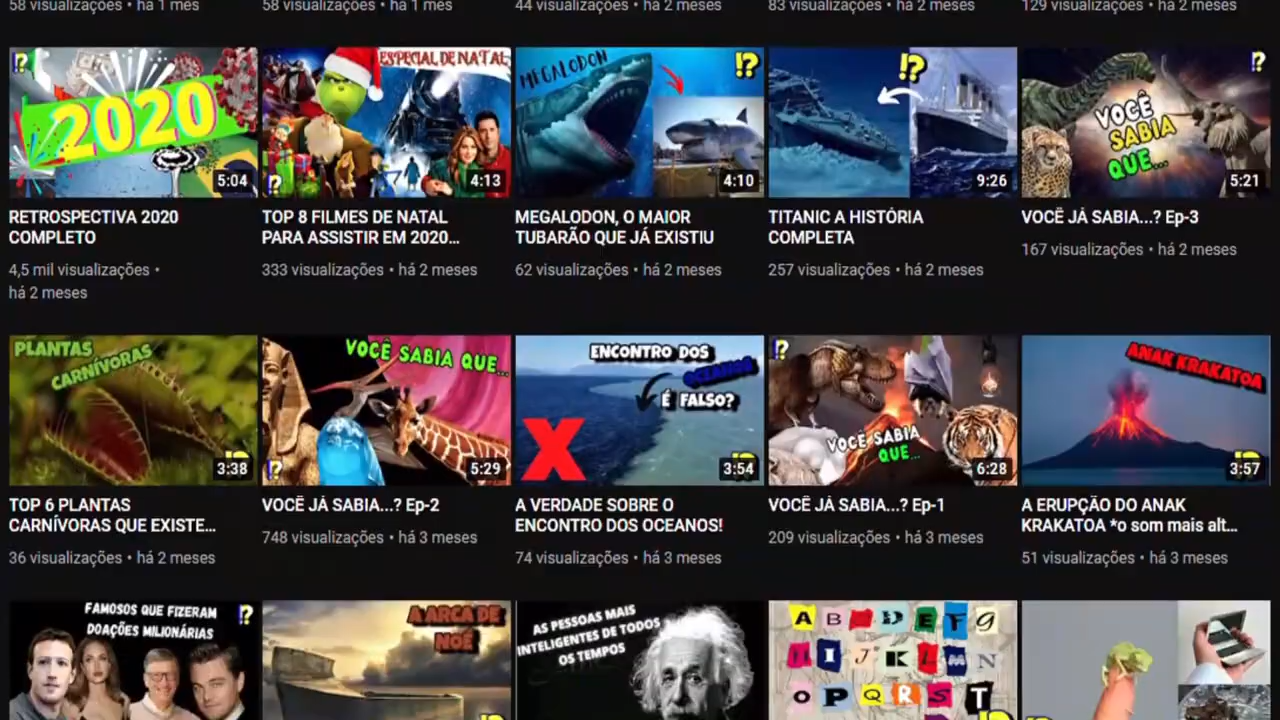 58 visualizações • há 1 mês
58 visualizações • há 1 mês
44 visualizações • há 2 meses
83 visualizações • há 2 meses
129 visualizações • há 2 meses
!?
2020
5:04
RETROSPECTIVA 2020
COMPLETO
4,5 mil visualizações •
há 2 meses
ESPECIAL DE NATAL
!?
4:13
TOP 8 FILMES DE NATAL
PARA ASSISTIR EM 2020...
333 visualizações • há 2 meses
MEGALODON
!?
4:10
MEGALODON, O MAIOR
TUBARÃO QUE JÁ EXISTIU
62 visualizações • há 2 meses
!?
9:26
TITANIC A HISTÓRIA
COMPLETA
257 visualizações • há 2 meses
!?
VOCÊ
SABIA
QUE...
5:21
VOCÊ JÁ SABIA...? Ep-3
167 visualizações • há 2 meses
PLANTAS
CARNÍVORAS
3:38
TOP 6 PLANTAS
CARNÍVORAS QUE EXISTE...
36 visualizações • há 2 meses
VOCÊ SABIA QUE...
!?
5:29
VOCÊ JÁ SABIA...? Ep-2
748 visualizações • há 3 meses
ENCONTRO DOS
OCEANOS
É FALSO?
X
3:54
A VERDADE SOBRE O
ENCONTRO DOS OCEANOS!
74 visualizações • há 3 meses
!?
VOCÊ SABIA
QUE...
6:28
VOCÊ JÁ SABIA...? Ep-1
209 visualizações • há 3 meses
ANAK KRAKATOA
3:57
A ERUPÇÃO DO ANAK
KRAKATOA *o som mais alt...
51 visualizações • há 3 meses
FAMOSOS QUE FIZERAM
DOAÇÕES MILIONÁRIAS
!?
A ARCA DE
NOÉ
AS PESSOAS MAIS
INTELIGENTES DE TODOS
OS TEMPOS
A B C D E F G
H I J K L M N
O P Q R S T